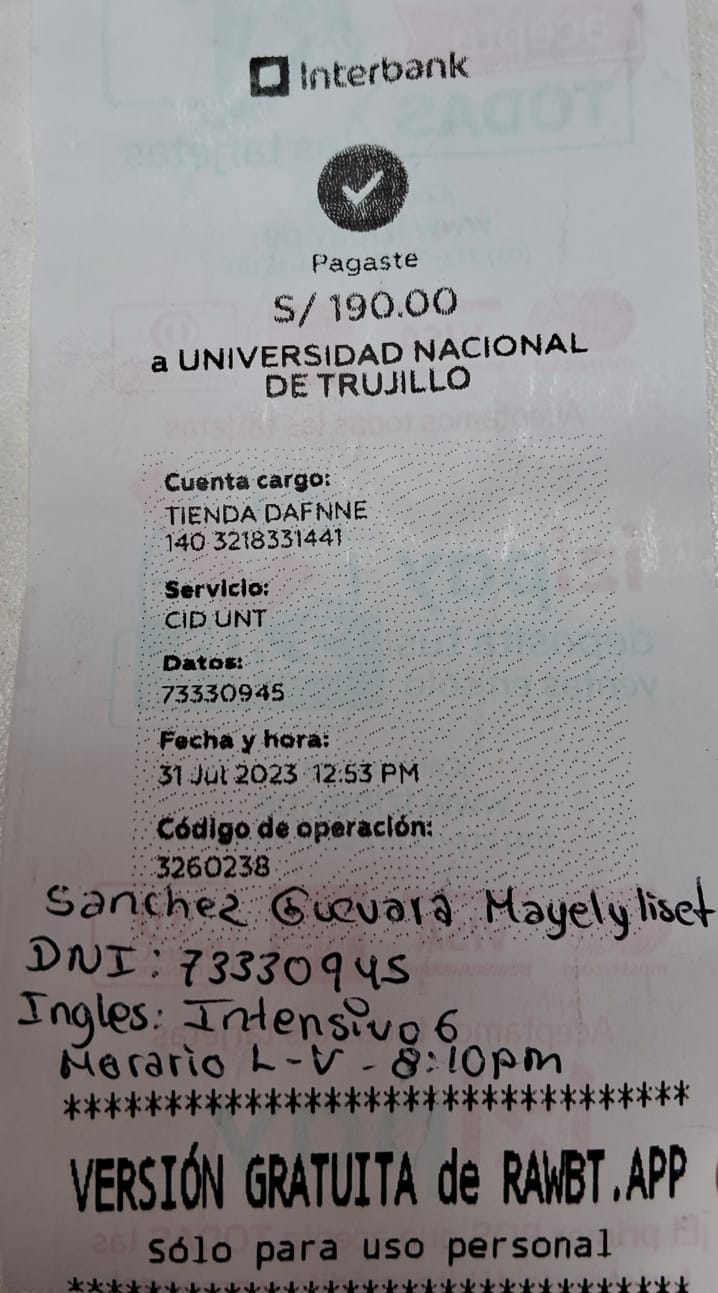 Interbank
Pagaste
S/ 190.00
a UNIVERSIDAD NACIONAL
DE TRUJILLO
Cuenta cargo:
TIENDA DAFNNE
140 3218331441
Servicio:
CID UNT
Datos:
73330945
Fecha y hora:
31 Jul 2023 12:53 PM
Código de operación:
3260238
Sanchez Guevara Mayely liset
DNI: 73330945
Ingles: Intensivo 6
Horario L-V - 8:10pm
*******************************
VERSIÓN GRATUITA de RAWBT.APP
Sólo para uso personal
*******************************